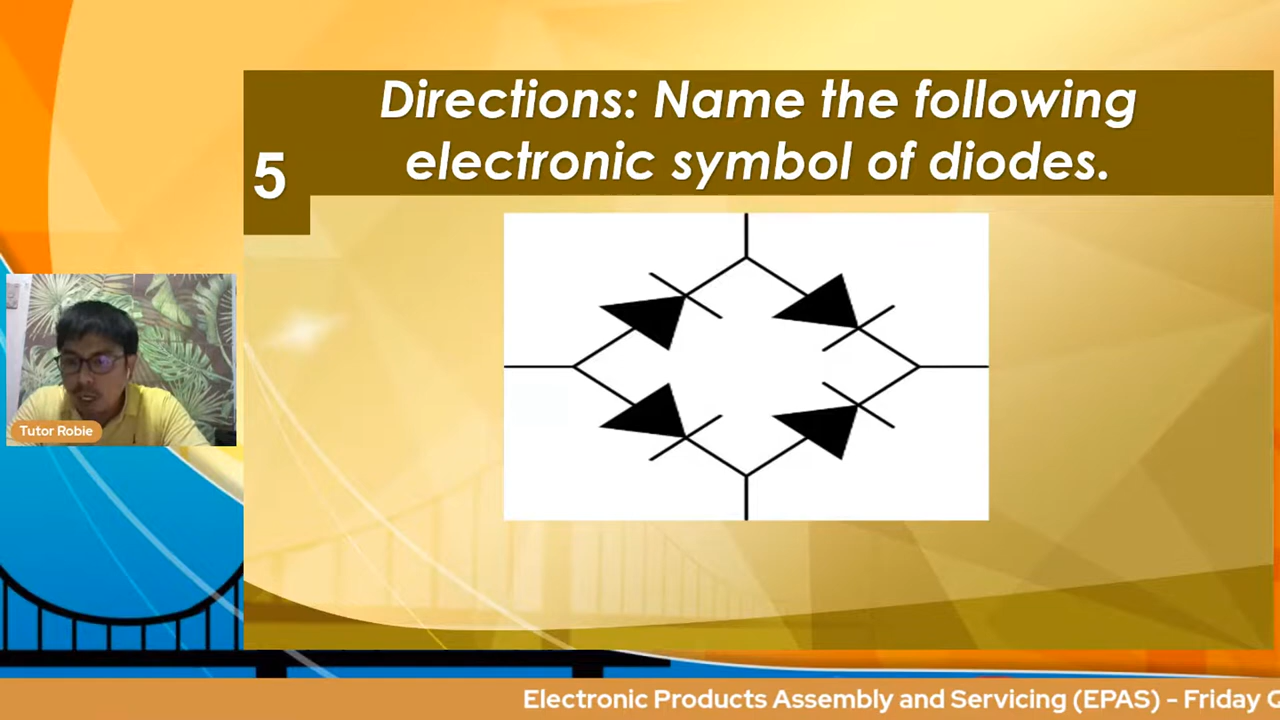 Directions: Name the following
electronic symbol of diodes.
5
Tutor Robie
Electronic Products Assembly and Servicing (EPAS) - Friday